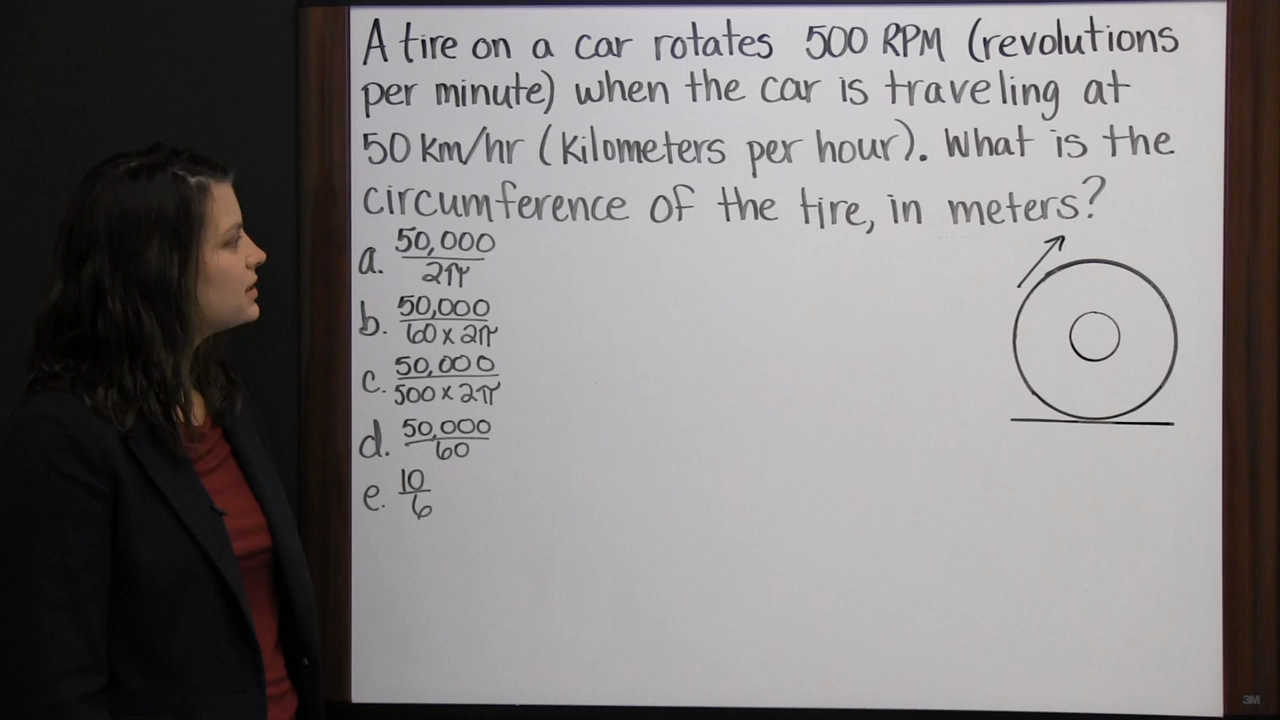 A tire on a car rotates 500 RPM (revolutions
per minute) when the car is traveling at
50 km/hr (kilometers per hour). What is the
circumference of the tire, in meters?
a. 50,000
2π
b. 50,000
60 x 2π
c. 50,000
500 x 2π
d. 50,000
60
e. 10
6
3M